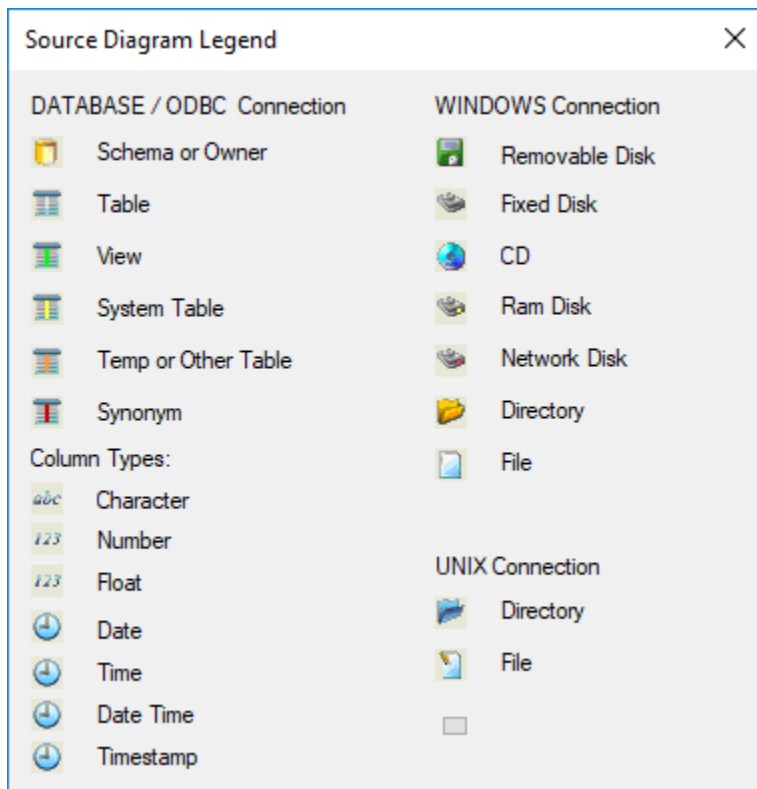 Source Diagram Legend
DATABASE / ODBC Connection
Schema or Owner
Table
View
System Table
Temp or Other Table
Synonym
Column Types:
abc Character
123 Number
123 Float
Date
Time
Date Time
Timestamp
WINDOWS Connection
Removable Disk
Fixed Disk
CD
Ram Disk
Network Disk
Directory
File
UNIX Connection
Directory
File